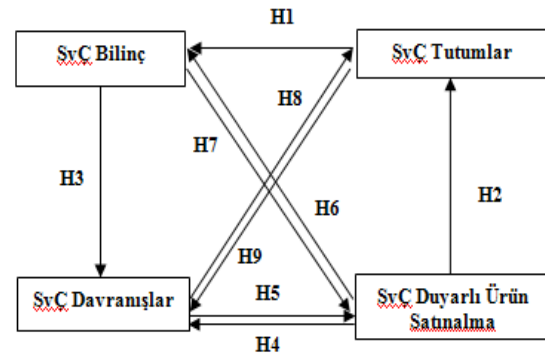 H1
SvÇ Bilinç
SvÇ Tutumlar
H8
H7
H3
H6
H2
H9
SvÇ Davranışlar
H5
SvÇ Duyarlı Ürün
Satınalma
H4